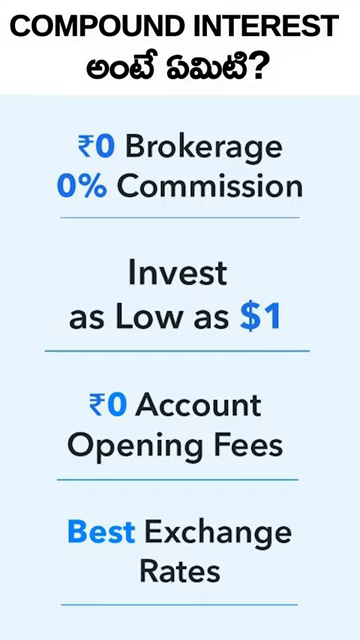 COMPOUND INTEREST
అంటే ఏమిటి?
₹0 Brokerage
0% Commission
Invest
as Low as $1
₹0 Account
Opening Fees
Best Exchange
Rates